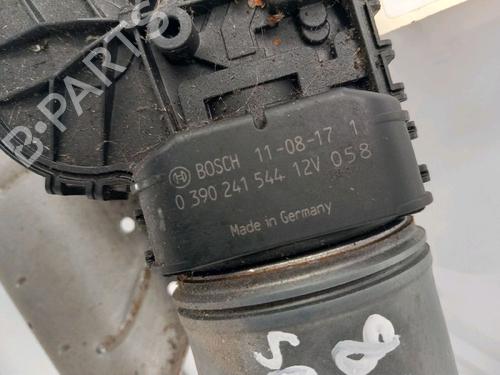 B-PARTS
BOSCH 11-08-17 1
0 390 241 544 12V 058
Made in Germany